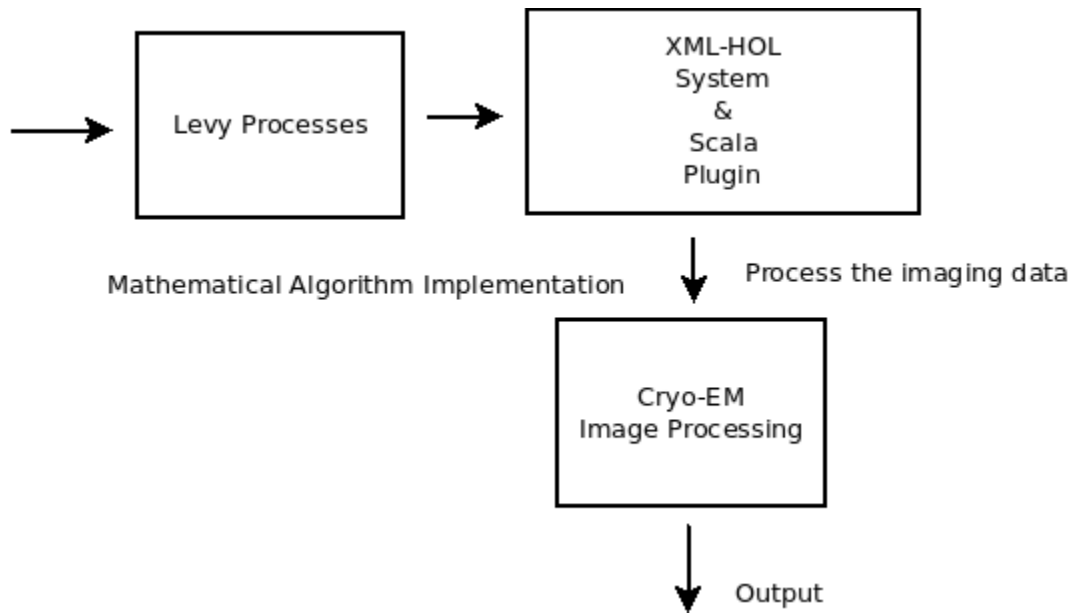 Levy Processes
XML-HOL
System
&
Scala
Plugin
Mathematical Algorithm Implementation
Process the imaging data
Cryo-EM
Image Processing
Output